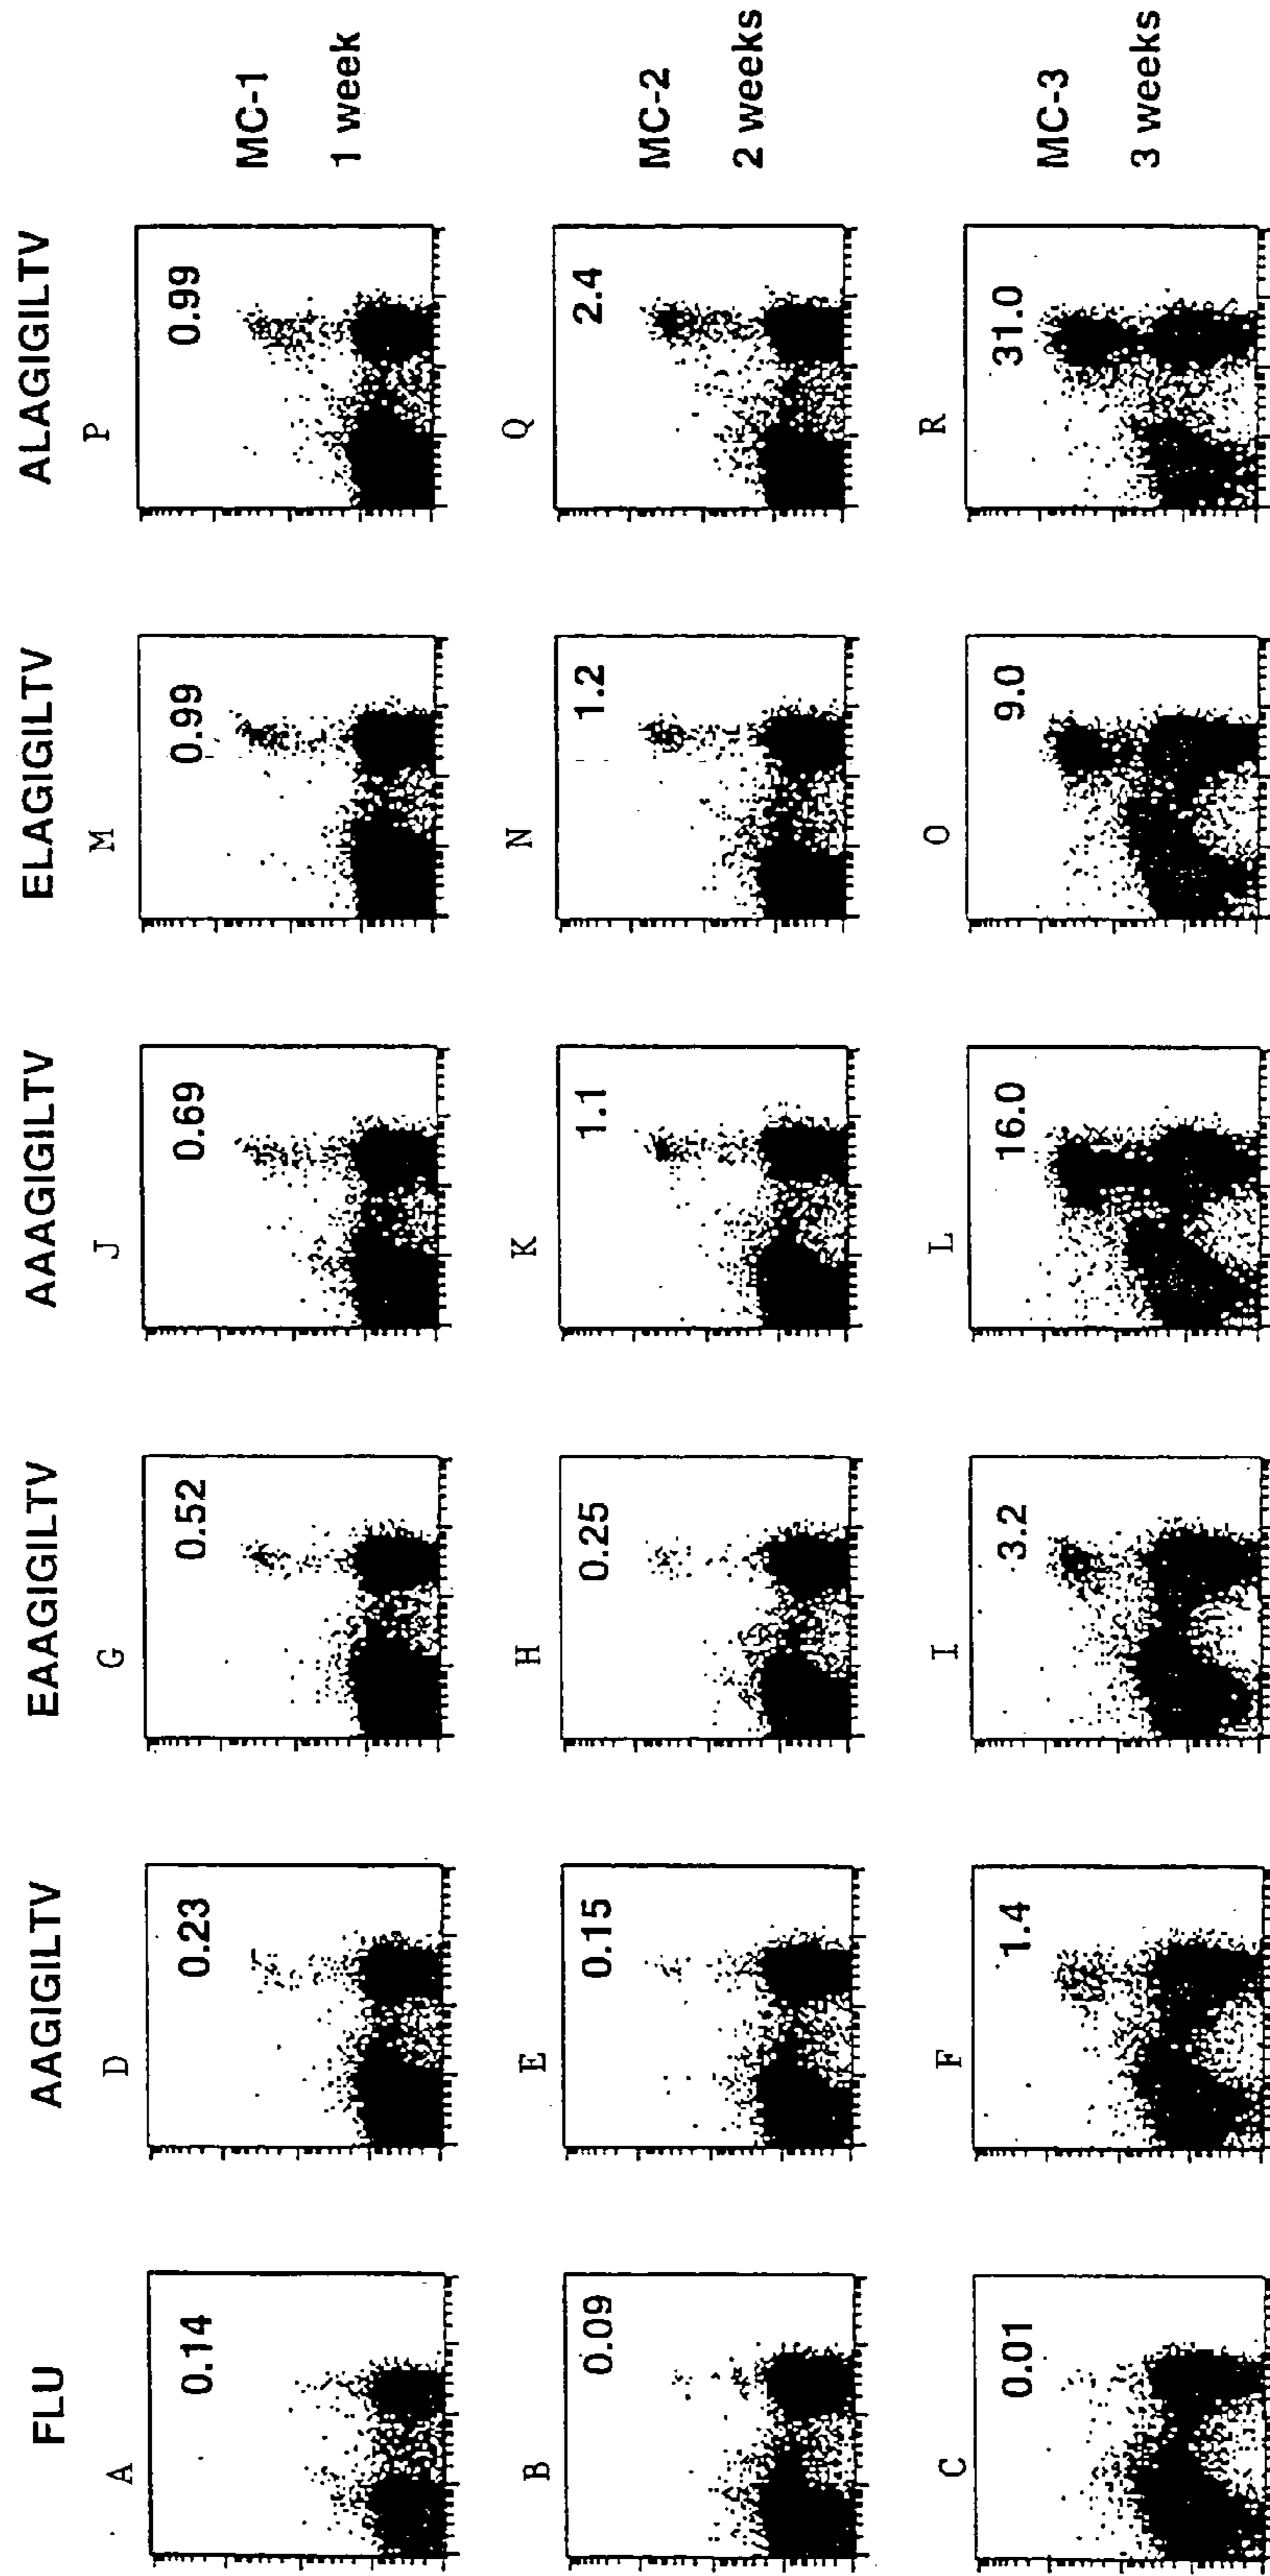 FLU AAGIGILTV EAAGIGILTV AAAGIGILTV ELAGIGILTV ALAGIGILTV
A D G J M P
0.14 0.23 0.52 0.69 0.99 0.99
MC-1
1 week
B E H K N Q
0.09 0.15 0.25 1.1 1.2 2.4
MC-2
2 weeks
C F I L O R
0.01 1.4 3.2 16.0 9.0 31.0
MC-3
3 weeks